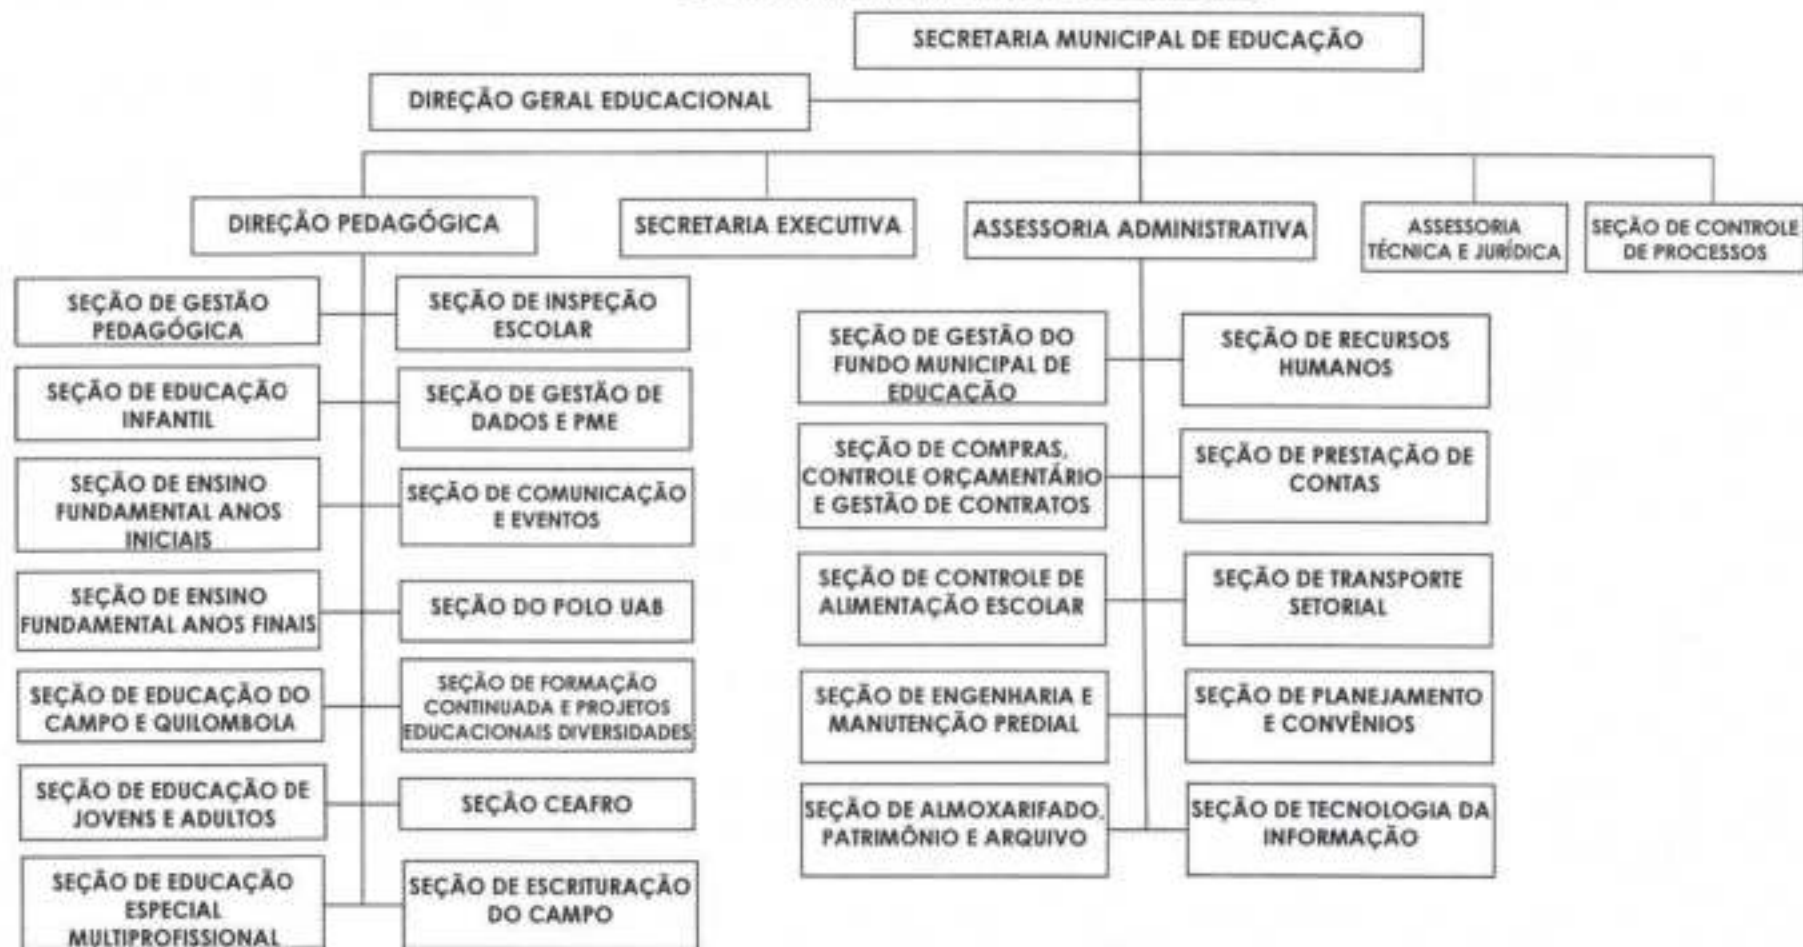 SECRETARIA MUNICIPAL DE EDUCAÇÃO
DIREÇÃO GERAL EDUCACIONAL
DIREÇÃO PEDAGÓGICA
SECRETARIA EXECUTIVA
ASSESSORIA ADMINISTRATIVA
ASSESSORIA
TÉCNICA E JURÍDICA
SEÇÃO DE CONTROLE
DE PROCESSOS
SEÇÃO DE GESTÃO
PEDAGÓGICA
SEÇÃO DE INSPEÇÃO
ESCOLAR
SEÇÃO DE EDUCAÇÃO
INFANTIL
SEÇÃO DE GESTÃO DE
DADOS E PME
SEÇÃO DE ENSINO
FUNDAMENTAL ANOS
INICIAIS
SEÇÃO DE COMUNICAÇÃO
E EVENTOS
SEÇÃO DE ENSINO
FUNDAMENTAL ANOS FINAIS
SEÇÃO DO POLO UAB
SEÇÃO DE EDUCAÇÃO DO
CAMPO E QUILOMBOLA
SEÇÃO DE FORMAÇÃO
CONTINUADA E PROJETOS
EDUCACIONAIS DIVERSIDADES
SEÇÃO DE EDUCAÇÃO DE
JOVENS E ADULTOS
SEÇÃO CEAFRO
SEÇÃO DE EDUCAÇÃO
ESPECIAL
MULTIPROFISSIONAL
SEÇÃO DE ESCRITURAÇÃO
DO CAMPO
SEÇÃO DE GESTÃO DO
FUNDO MUNICIPAL DE
EDUCAÇÃO
SEÇÃO DE RECURSOS
HUMANOS
SEÇÃO DE COMPRAS,
CONTROLE ORÇAMENTÁRIO
E GESTÃO DE CONTRATOS
SEÇÃO DE PRESTAÇÃO DE
CONTAS
SEÇÃO DE CONTROLE DE
ALIMENTAÇÃO ESCOLAR
SEÇÃO DE TRANSPORTE
SETORIAL
SEÇÃO DE ENGENHARIA E
MANUTENÇÃO PREDIAL
SEÇÃO DE PLANEJAMENTO
E CONVÊNIOS
SEÇÃO DE ALMOXARIFADO,
PATRIMÔNIO E ARQUIVO
SEÇÃO DE TECNOLOGIA DA
INFORMAÇÃO